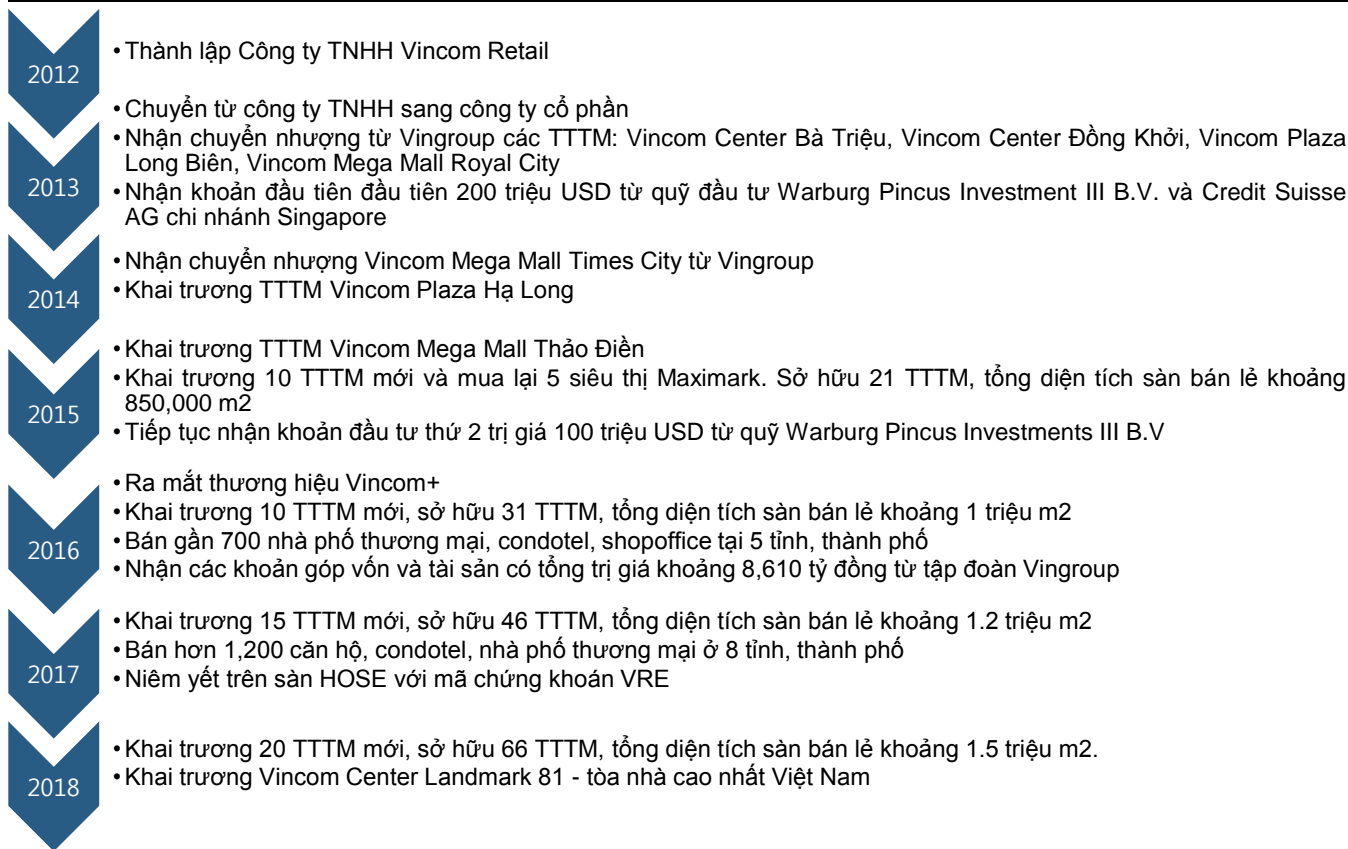 2012
•Thành lập Công ty TNHH Vincom Retail
2013
•Chuyển từ công ty TNHH sang công ty cổ phần
•Nhận chuyển nhượng từ Vingroup các TTTM: Vincom Center Bà Triệu, Vincom Center Đồng Khởi, Vincom Plaza
Long Biên, Vincom Mega Mall Royal City
•Nhận khoản đầu tiên đầu tiên 200 triệu USD từ quỹ đầu tư Warburg Pincus Investment III B.V. và Credit Suisse
AG chi nhánh Singapore
2014
•Nhận chuyển nhượng Vincom Mega Mall Times City từ Vingroup
•Khai trương TTTM Vincom Plaza Hạ Long
2015
•Khai trương TTTM Vincom Mega Mall Thảo Điền
•Khai trương 10 TTTM mới và mua lại 5 siêu thị Maximark. Sở hữu 21 TTTM, tổng diện tích sàn bán lẻ khoảng
850,000 m2
•Tiếp tục nhận khoản đầu tư thứ 2 trị giá 100 triệu USD từ quỹ Warburg Pincus Investments III B.V
2016
•Ra mắt thương hiệu Vincom+
•Khai trương 10 TTTM mới, sở hữu 31 TTTM, tổng diện tích sàn bán lẻ khoảng 1 triệu m2
•Bán gần 700 nhà phố thương mại, condotel, shopoffice tại 5 tỉnh, thành phố
•Nhận các khoản góp vốn và tài sản có tổng trị giá khoảng 8,610 tỷ đồng từ tập đoàn Vingroup
2017
•Khai trương 15 TTTM mới, sở hữu 46 TTTM, tổng diện tích sàn bán lẻ khoảng 1.2 triệu m2
•Bán hơn 1,200 căn hộ, condotel, nhà phố thương mại ở 8 tỉnh, thành phố
•Niêm yết trên sàn HOSE với mã chứng khoán VRE
2018
•Khai trương 20 TTTM mới, sở hữu 66 TTTM, tổng diện tích sàn bán lẻ khoảng 1.5 triệu m2.
•Khai trương Vincom Center Landmark 81 - tòa nhà cao nhất Việt Nam